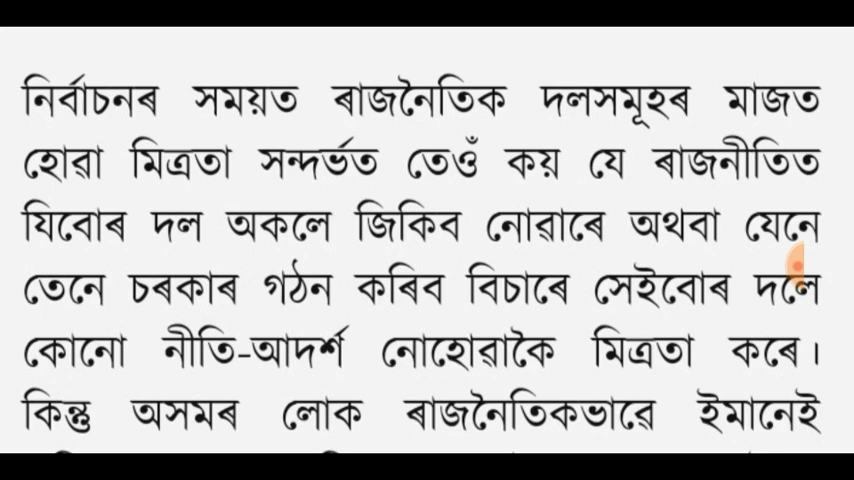 নিৰ্বাচনৰ সময়ত ৰাজনৈতিক দলসমূহৰ মাজত
হোৱা মিত্ৰতা সন্দৰ্ভত তেওঁ কয় যে ৰাজনীতিত
যিবোৰ দল অকলে জিকিব নোৱাৰে অথবা যেনে
তেনে চৰকাৰ গঠন কৰিব বিচাৰে সেইবোৰ দলে
কোনো নীতি-আদৰ্শ নোহোৱাকৈ মিত্ৰতা কৰে।
কিন্তু অসমৰ লোক ৰাজনৈতিকভাৱে ইমানেই